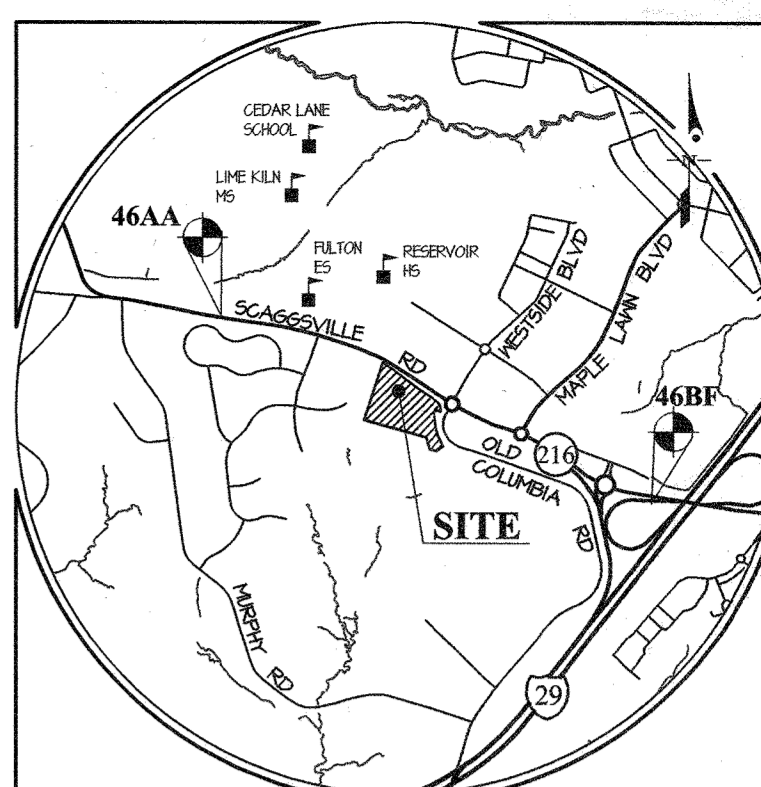 CEDAR LANE
SCHOOL
LIME KILN
MS
46AA
FULTON
ES
RESERVOIR
HS
SCAGGSVILLE
RD
WESTSIDE BLVD
MAPLE LAWN BLVD
N
46BF
OLD
COLUMBIA
RD
216
SITE
MURPHY
RD
29